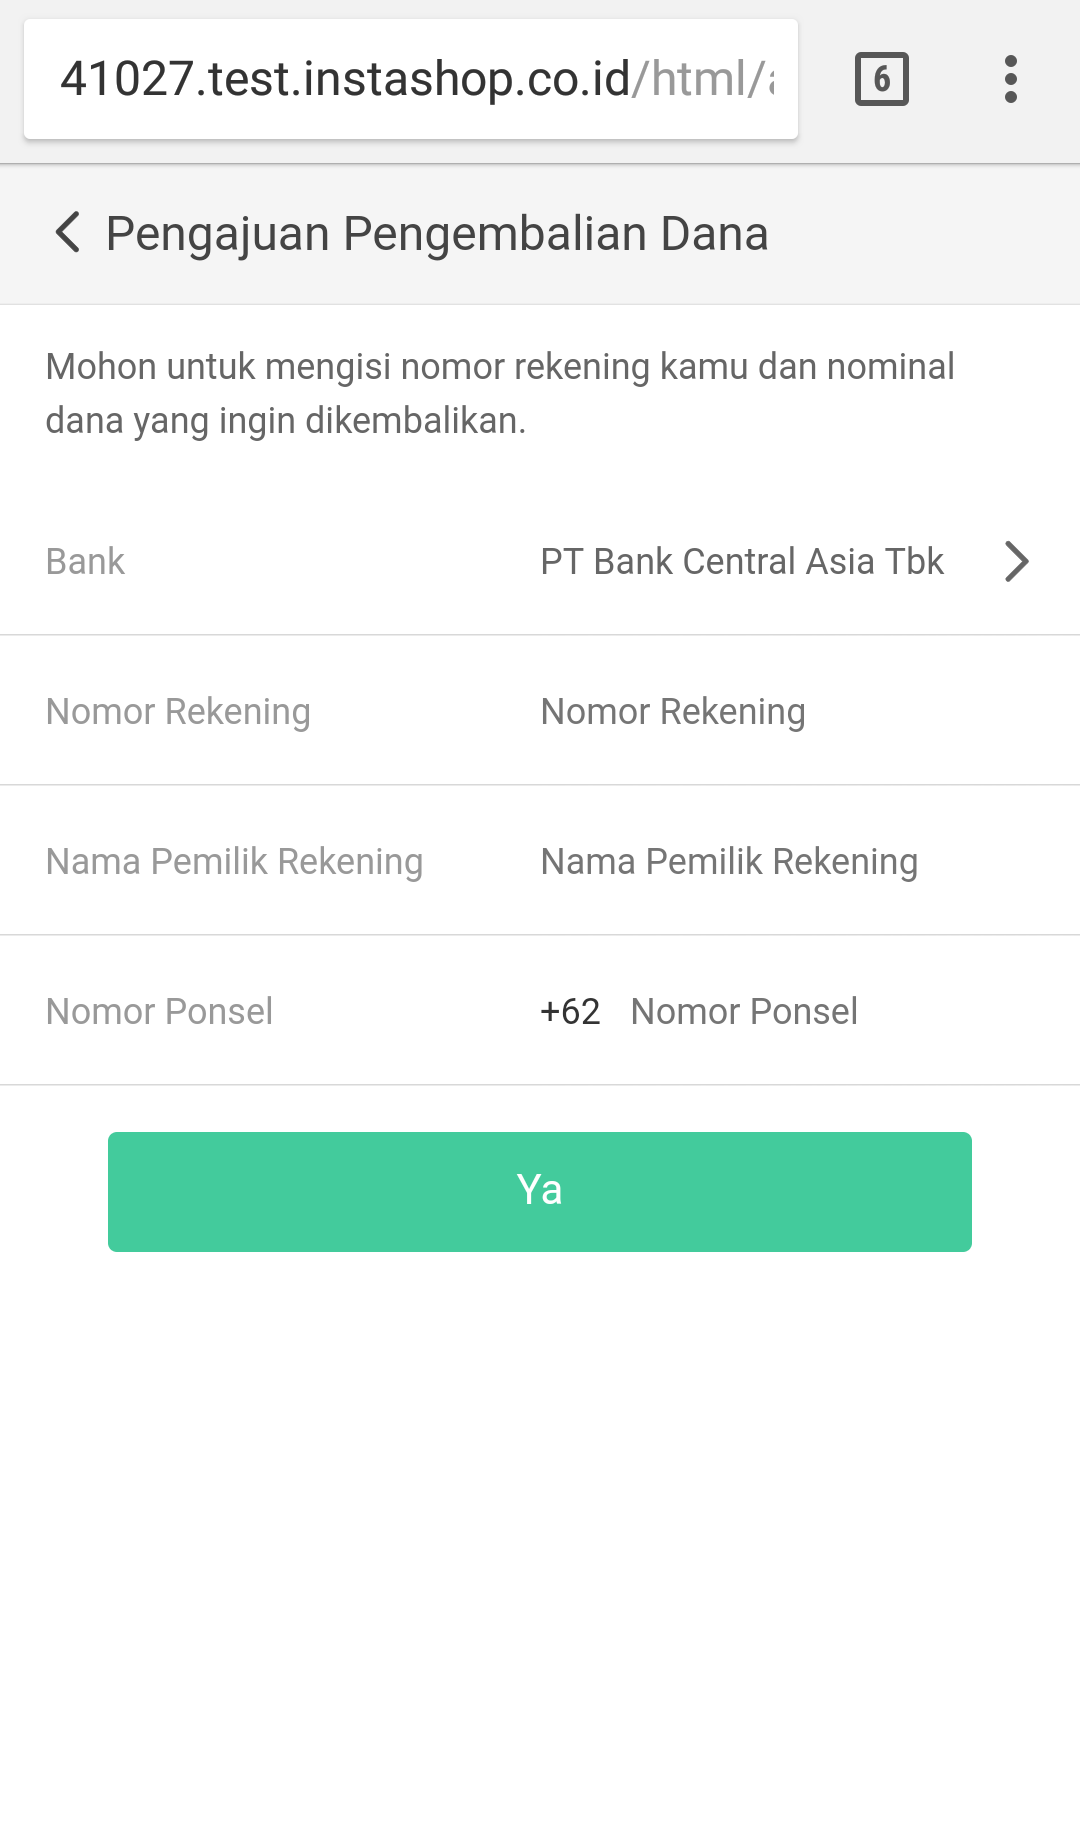 41027.test.instashop.co.id/html/
6
Pengajuan Pengembalian Dana
Mohon untuk mengisi nomor rekening kamu dan nominal
dana yang ingin dikembalikan.
Bank PT Bank Central Asia Tbk
Nomor Rekening Nomor Rekening
Nama Pemilik Rekening Nama Pemilik Rekening
Nomor Ponsel +62 Nomor Ponsel
Ya